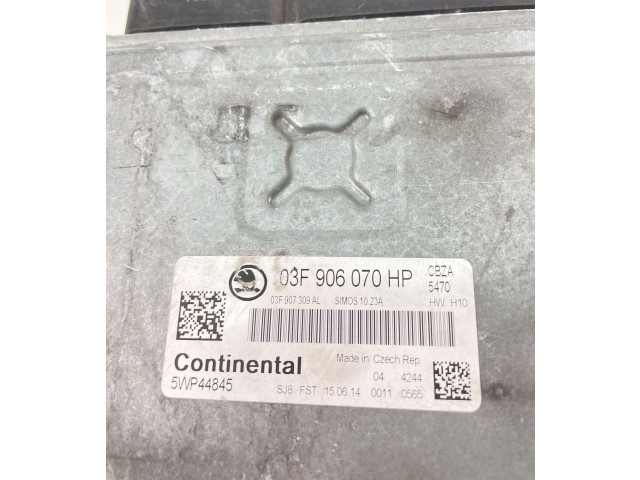 03F 906 070 HP CBZA
5470
03F 907 309 AL SIMOS 10.23A HW: H10
Continental Made in Czech Rep
5WP44845 04 4244
SJ8 FST 15.06.14 0011 0565